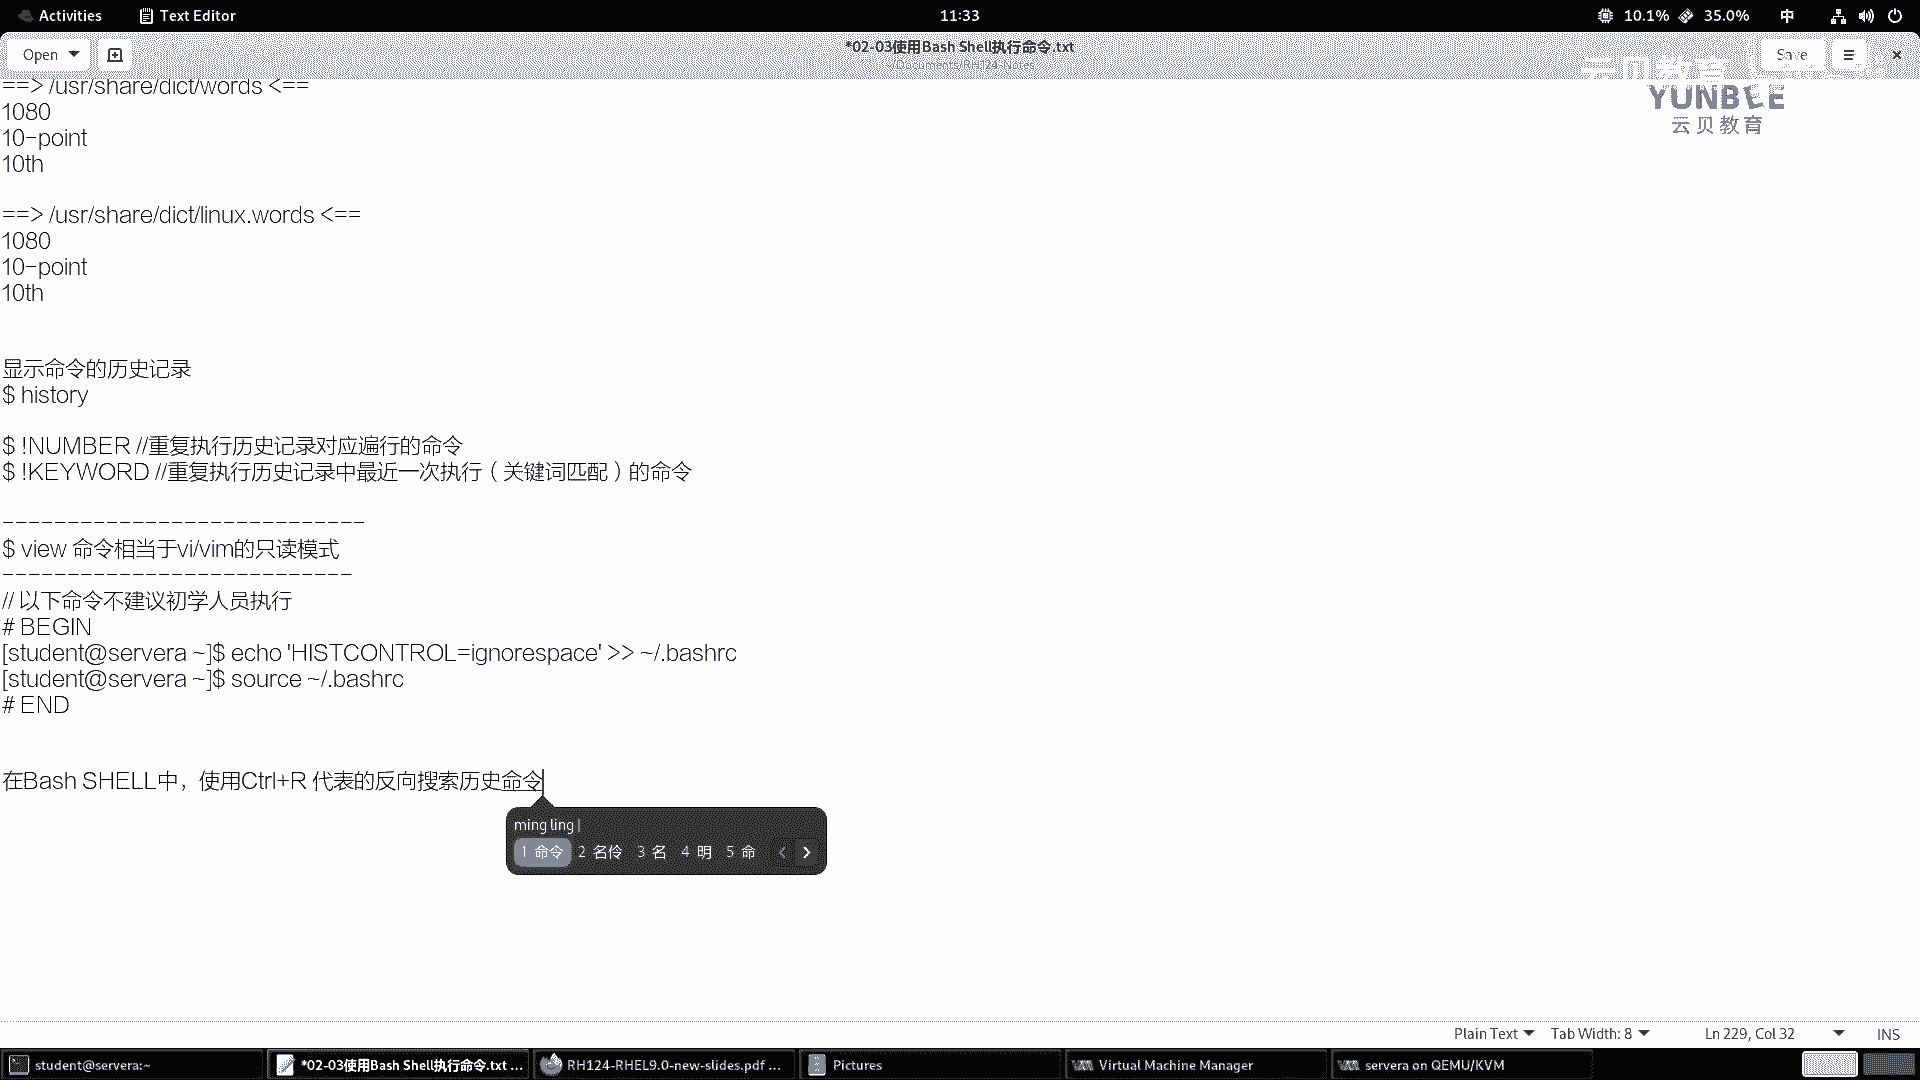 Activities Text Editor 11:33 10.1% 35.0% 中
Open *02-03使用Bash Shell执行命令.txt Save
~/Documents/RH124-Notes
云贝教育
YUNBEE
云贝教育
==> /usr/share/dict/words <==
1080
10-point
10th
==> /usr/share/dict/linux.words <==
1080
10-point
10th
显示命令的历史记录
$ history
$ !NUMBER //重复执行历史记录对应遍行的命令
$ !KEYWORD //重复执行历史记录中最近一次执行（关键词匹配）的命令
----------------------------
$ view 命令相当于vi/vim的只读模式
---------------------------
// 以下命令不建议初学人员执行
# BEGIN
[student@servera ~]$ echo 'HISTCONTROL=ignorespace' >> ~/.bashrc
[student@servera ~]$ source ~/.bashrc
# END
在Bash SHELL中，使用Ctrl+R 代表的反向搜索历史命令
ming ling
1 命令 2 名伶 3 名 4 明 5 命
Plain Text Tab Width: 8 Ln 229, Col 32 INS
student@servera:~ *02-03使用Bash Shell执行命令.txt ... RH124-RHEL9.0-new-slides.pdf ... Pictures Virtual Machine Manager servera on QEMU/KVM